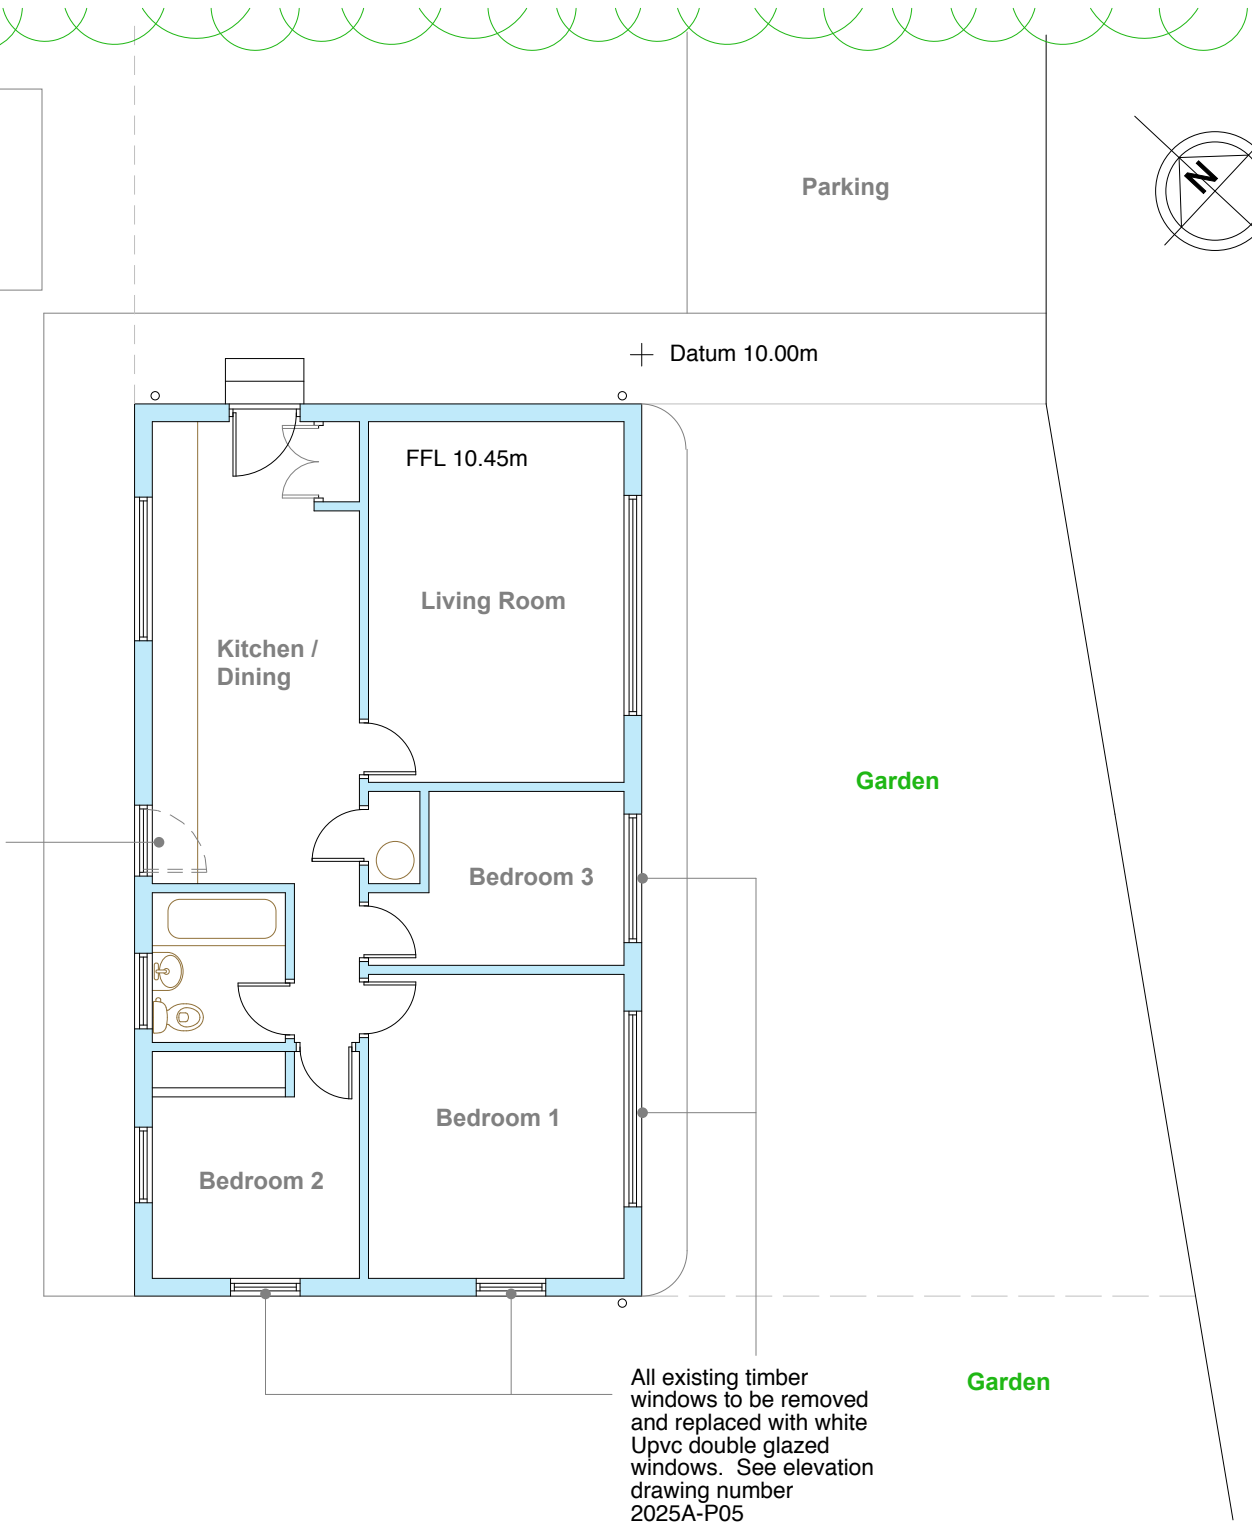 Parking
N
Datum 10.00m
FFL 10.45m
Living Room
Kitchen /
Dining
Garden
Bedroom 3
Bedroom 1
Bedroom 2
All existing timber
windows to be removed
and replaced with white
Upvc double glazed
windows.  See elevation
drawing number
2025A-P05
Garden